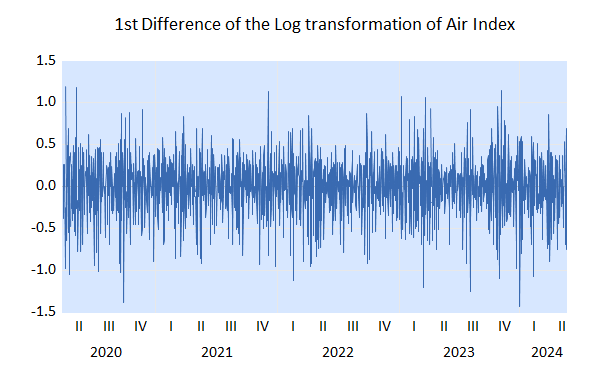 1st Difference of the Log transformation of Air Index
1.5
1.0
0.5
0.0
-0.5
-1.0
-1.5
II III IV I II III IV I II III IV I II III IV I II
2020 2021 2022 2023 2024